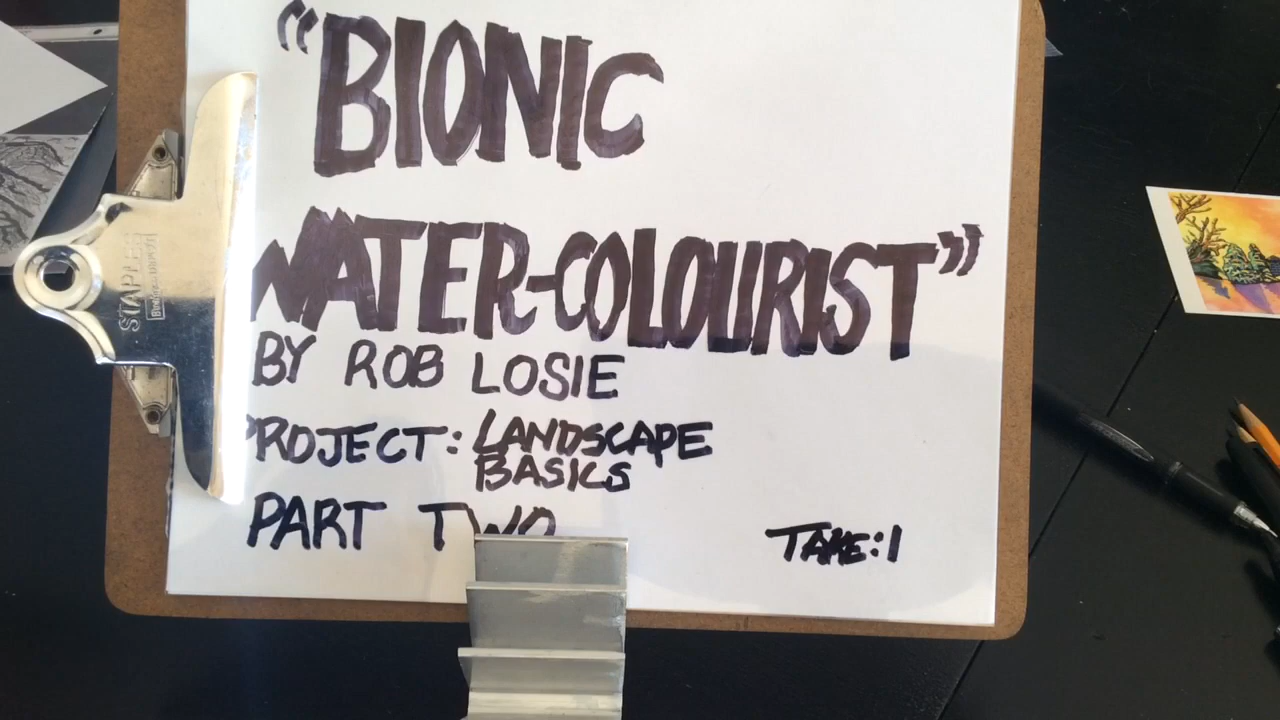 "BIONIC
WATER-COLOURIST"
BY ROB LOSIE
PROJECT: LANDSCAPE
BASICS
PART TWO
TAKE:1
STAPLES